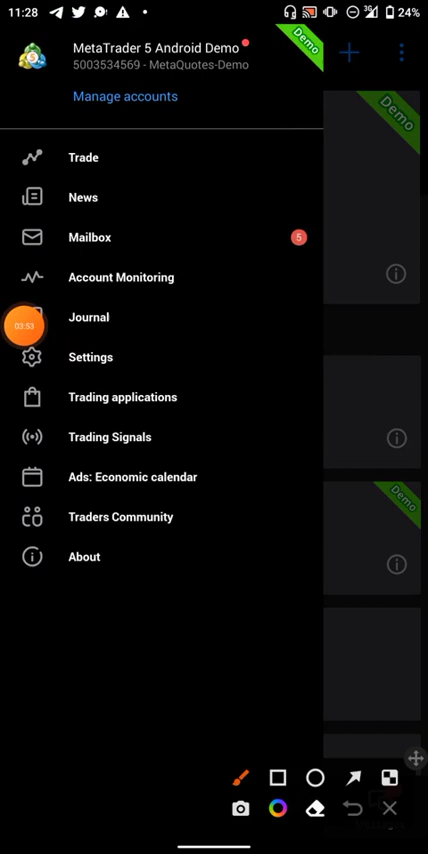 11:28
3G
24%
MetaTrader 5 Android Demo
5003534569 - MetaQuotes-Demo
Demo
Manage accounts
Demo
Trade
News
Mailbox
5
Account Monitoring
Journal
03:53
Settings
Trading applications
Trading Signals
Demo
Ads: Economic calendar
Traders Community
About